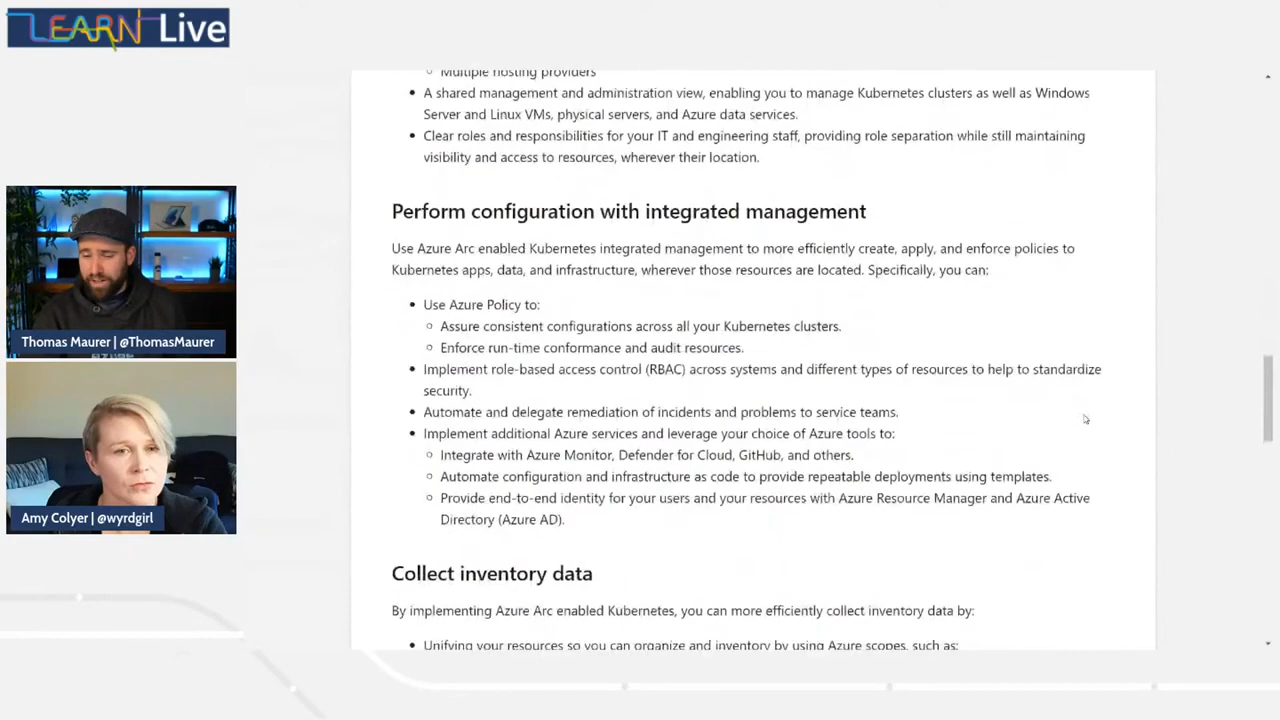 LEARN Live
Multiple hosting providers
A shared management and administration view, enabling you to manage Kubernetes clusters as well as Windows
Server and Linux VMs, physical servers, and Azure data services.
Clear roles and responsibilities for your IT and engineering staff, providing role separation while still maintaining
visibility and access to resources, wherever their location.
Perform configuration with integrated management
Use Azure Arc enabled Kubernetes integrated management to more efficiently create, apply, and enforce policies to
Kubernetes apps, data, and infrastructure, wherever those resources are located. Specifically, you can:
Use Azure Policy to:
Assure consistent configurations across all your Kubernetes clusters.
Enforce run-time conformance and audit resources.
Implement role-based access control (RBAC) across systems and different types of resources to help to standardize
security.
Automate and delegate remediation of incidents and problems to service teams.
Implement additional Azure services and leverage your choice of Azure tools to:
Integrate with Azure Monitor, Defender for Cloud, GitHub, and others.
Automate configuration and infrastructure as code to provide repeatable deployments using templates.
Provide end-to-end identity for your users and your resources with Azure Resource Manager and Azure Active
Directory (Azure AD).
Collect inventory data
By implementing Azure Arc enabled Kubernetes, you can more efficiently collect inventory data by:
Unifying your resources so you can organize and inventory by using Azure scopes, such as:
Thomas Maurer | @ThomasMaurer
Amy Colyer | @wyrdgirl